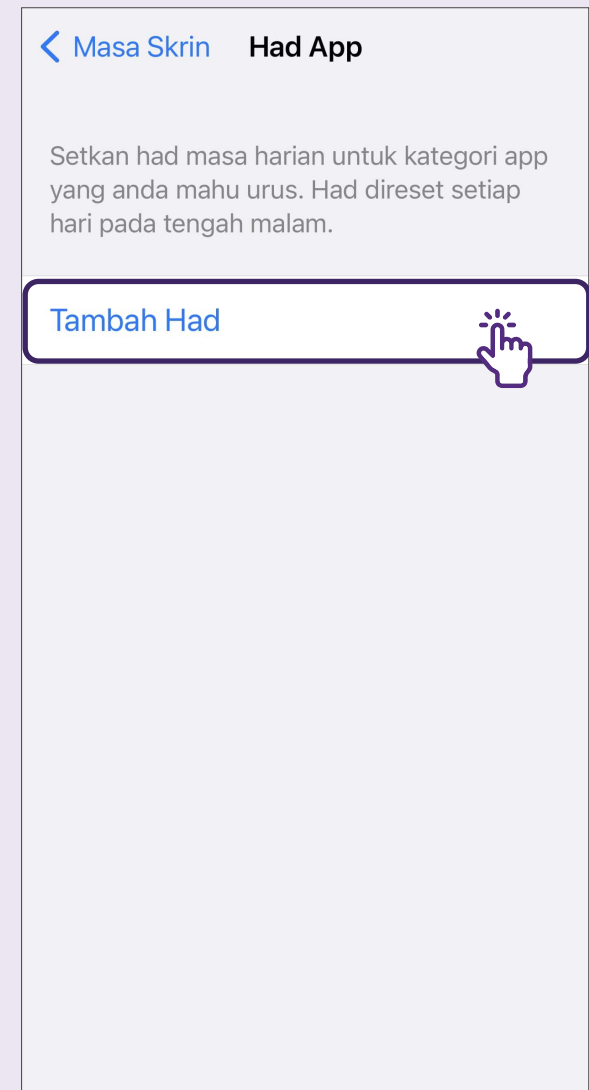 Masa Skrin Had App
Setkan had masa harian untuk kategori app
yang anda mahu urus. Had direset setiap
hari pada tengah malam.
Tambah Had